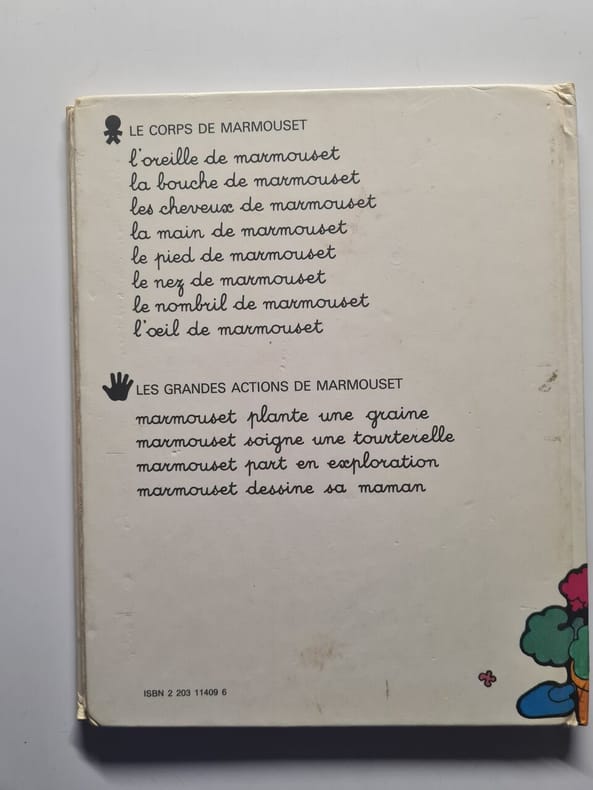 LE CORPS DE MARMOUSET
l'oreille de marmouset
la bouche de marmouset
les cheveux de marmouset
la main de marmouset
le pied de marmouset
le nez de marmouset
le nombril de marmouset
l'œil de marmouset
LES GRANDES ACTIONS DE MARMOUSET
marmouset plante une graine
marmouset soigne une tourterelle
marmouset part en exploration
marmouset dessine sa maman
ISBN 2 203 11409 6